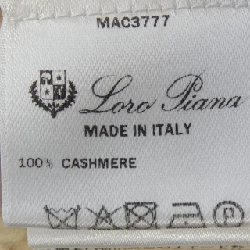 MAC3777
Loro Piana
MADE IN ITALY
100% CASHMERE